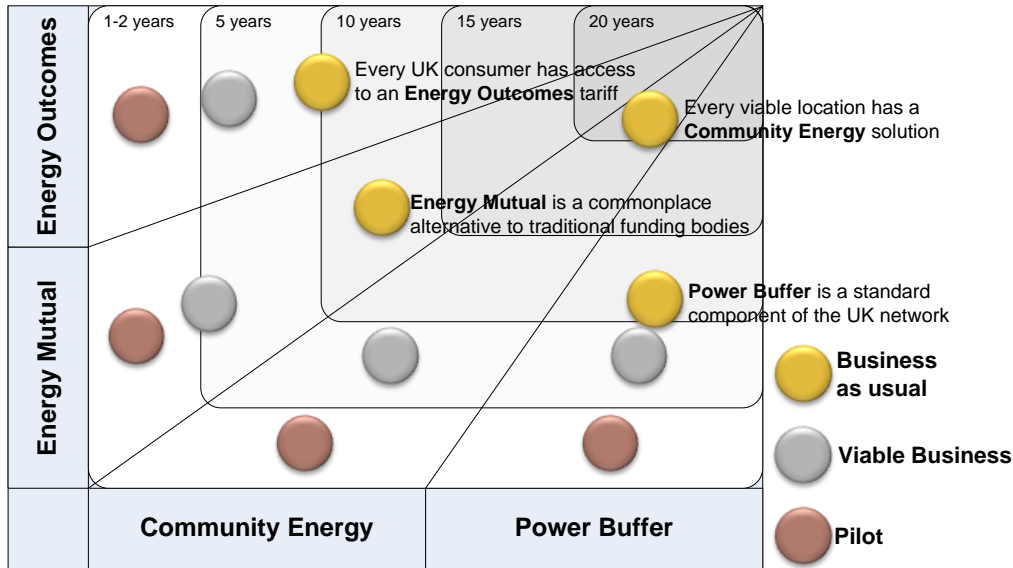 1-2 years
5 years
10 years
15 years
20 years
Energy Outcomes
Every UK consumer has access
to an Energy Outcomes tariff
Every viable location has a
Community Energy solution
Energy Mutual is a commonplace
alternative to traditional funding bodies
Energy Mutual
Power Buffer is a standard
component of the UK network
Business
as usual
Viable Business
Pilot
Community Energy
Power Buffer